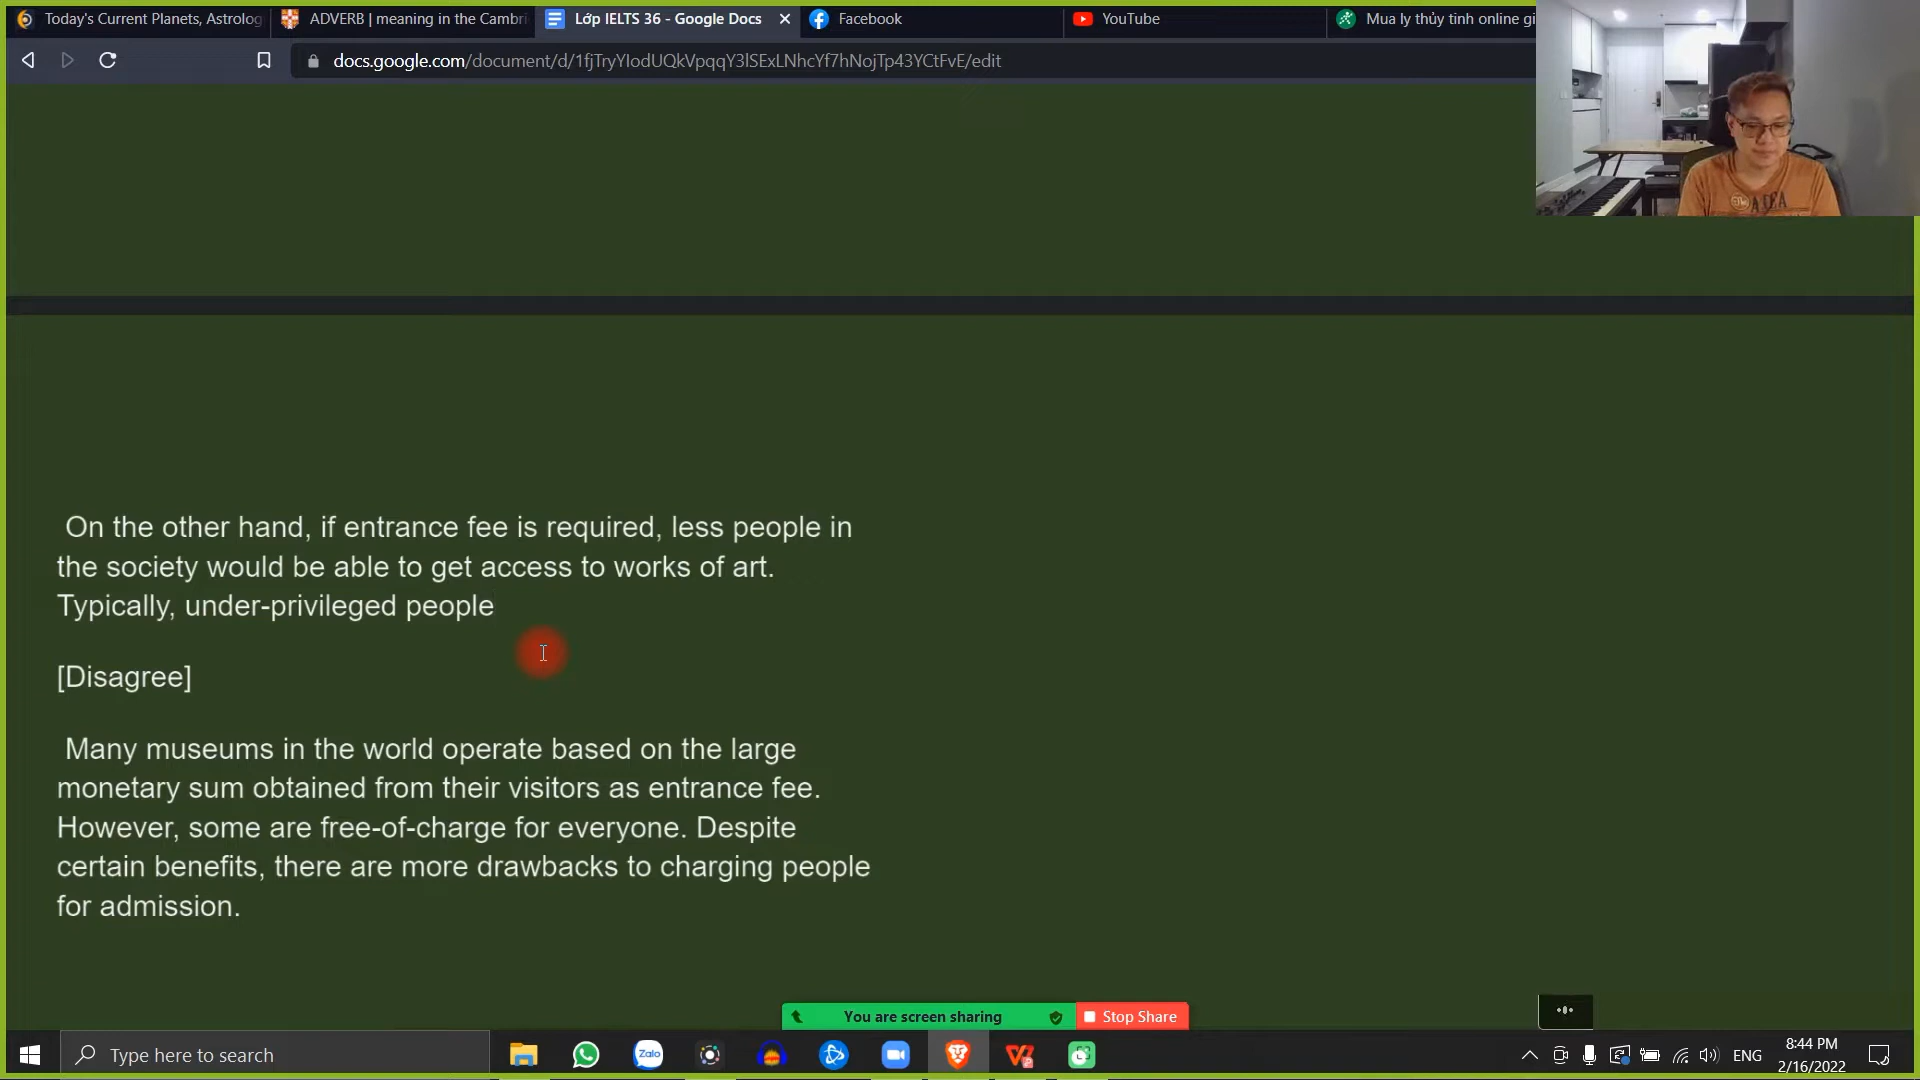 Today's Current Planets, Astrolog
ADVERB | meaning in the Cambri
Lớp IELTS 36 - Google Docs
Facebook
YouTube
Mua ly thủy tinh online gi
docs.google.com/document/d/1fjTryYIodUQkVpqqY3lSExLNhcYf7hNojTp43YCtFvE/edit
On the other hand, if entrance fee is required, less people in
the society would be able to get access to works of art.
Typically, under-privileged people
[Disagree]
Many museums in the world operate based on the large
monetary sum obtained from their visitors as entrance fee.
However, some are free-of-charge for everyone. Despite
certain benefits, there are more drawbacks to charging people
for admission.
You are screen sharing
Stop Share
Type here to search
Zalo
ENG
8:44 PM
2/16/2022